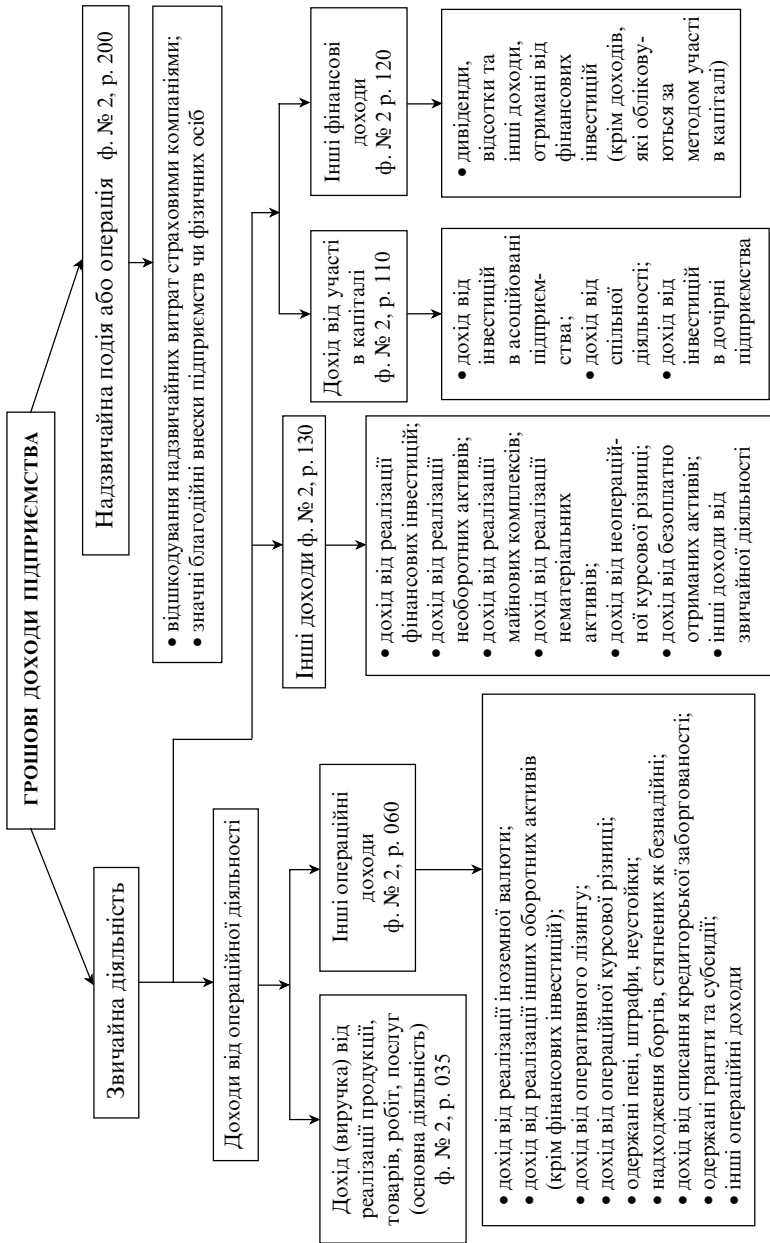 ГРОШОВІ ДОХОДИ ПІДПРИЄМСТВА
Звичайна діяльність
Надзвичайна подія або операція ф. № 2, р. 200
• відшкодування надзвичайних витрат страховими компаніями;
• значні благодійні внески підприємств чи фізичних осіб
Доходи від операційної діяльності
Інші доходи ф. № 2, р. 130
Дохід від участі
в капіталі
ф. № 2, р. 110
Інші фінансові
доходи
ф. № 2 р. 120
Дохід (виручка) від
реалізації продукції,
товарів, робіт, послуг
(основна діяльність)
ф. № 2, р. 035
Інші операційні
доходи
ф. № 2, р. 060
• дохід від реалізації
фінансових інвестицій;
• дохід від реалізації
необоротних активів;
• дохід від реалізації
майнових комплексів;
• дохід від реалізації
нематеріальних
активів;
• дохід від неоперацій-
ної курсової різниці;
• дохід від безоплатно
отриманих активів;
• інші доходи від
звичайної діяльності
• дохід від
інвестицій
в асоційовані
підприєм-
ства;
• дохід від
спільної
діяльності;
• дохід від
інвестицій
в дочірні
підприємства
• дивіденди,
відсотки та
інші доходи,
отримані від
фінансових
інвестицій
(крім доходів,
які облікову-
ються за
методом участі
в капіталі)
• дохід від реалізації іноземної валюти;
• дохід від реалізації інших оборотних активів
(крім фінансових інвестицій);
• дохід від оперативного лізингу;
• дохід від операційної курсової різниці;
• одержані пені, штрафи, неустойки;
• надходження боргів, стягнених як безнадійні;
• дохід від списання кредиторської заборгованості;
• одержані гранти та субсидії;
• інші операційні доходи